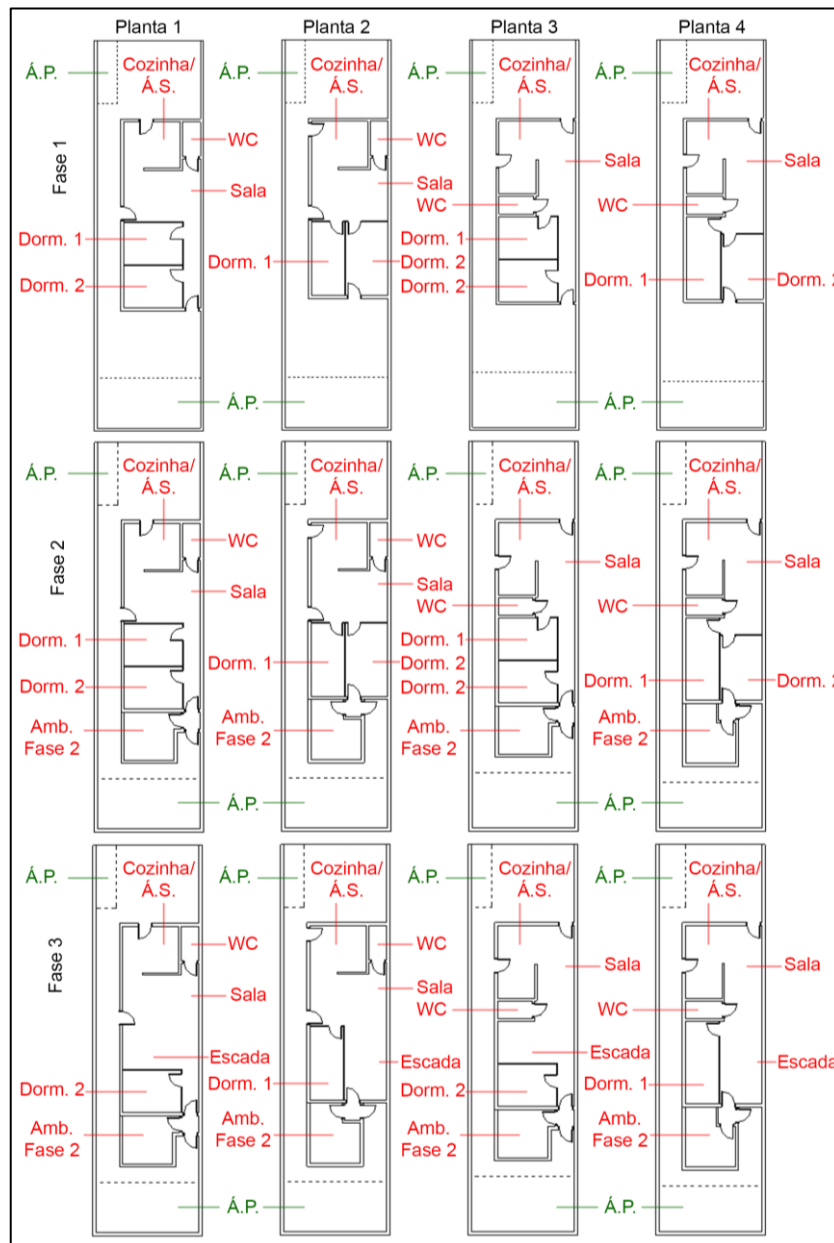 Planta 1 Planta 2 Planta 3 Planta 4
Fase 1
Á.P. Cozinha/ Á.P. Cozinha/ Á.P. Cozinha/ Á.P. Cozinha/
Á.S. Á.S. Á.S. Á.S.
WC WC
Sala Sala
Sala Sala
WC WC
Dorm. 1 Dorm. 1
Dorm. 1 Dorm. 2
Dorm. 2 Dorm. 2 Dorm. 1 Dorm. 2
Á.P. Á.P.
Fase 2
Á.P. Cozinha/ Á.P. Cozinha/ Á.P. Cozinha/ Á.P. Cozinha/
Á.S. Á.S. Á.S. Á.S.
WC WC
Sala Sala
Sala Sala
WC WC
Dorm. 1 Dorm. 1
Dorm. 1 Dorm. 2
Dorm. 2 Dorm. 2 Dorm. 1 Dorm. 2
Amb. Amb. Amb. Amb.
Fase 2 Fase 2 Fase 2 Fase 2
Á.P. Á.P.
Fase 3
Á.P. Cozinha/ Á.P. Cozinha/ Á.P. Cozinha/ Á.P. Cozinha/
Á.S. Á.S. Á.S. Á.S.
WC WC
Sala Sala
Sala Sala
WC WC
Escada Escada
Escada Escada
Dorm. 2 Dorm. 1 Dorm. 2 Dorm. 1
Amb. Amb. Amb. Amb.
Fase 2 Fase 2 Fase 2 Fase 2
Á.P. Á.P.